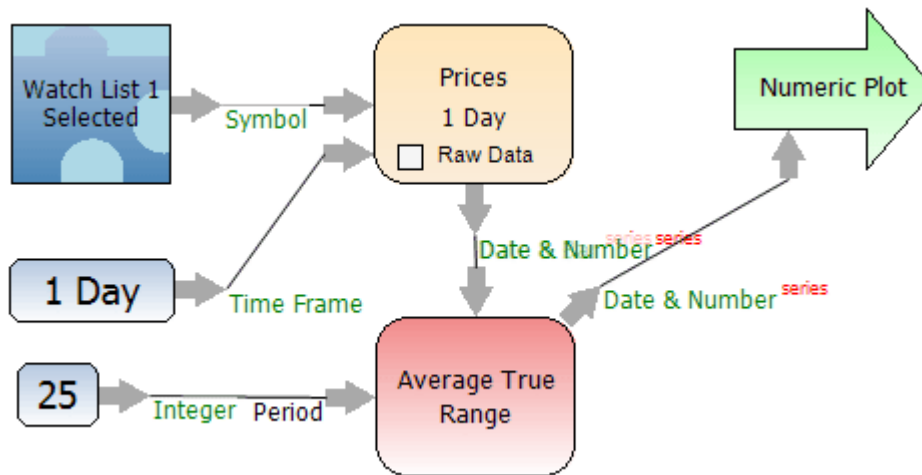 Watch List 1
Selected
Symbol
Prices
1 Day
Raw Data
Numeric Plot
1 Day
Time Frame
Date & Number series
Date & Number series
25
Integer
Period
Average True
Range